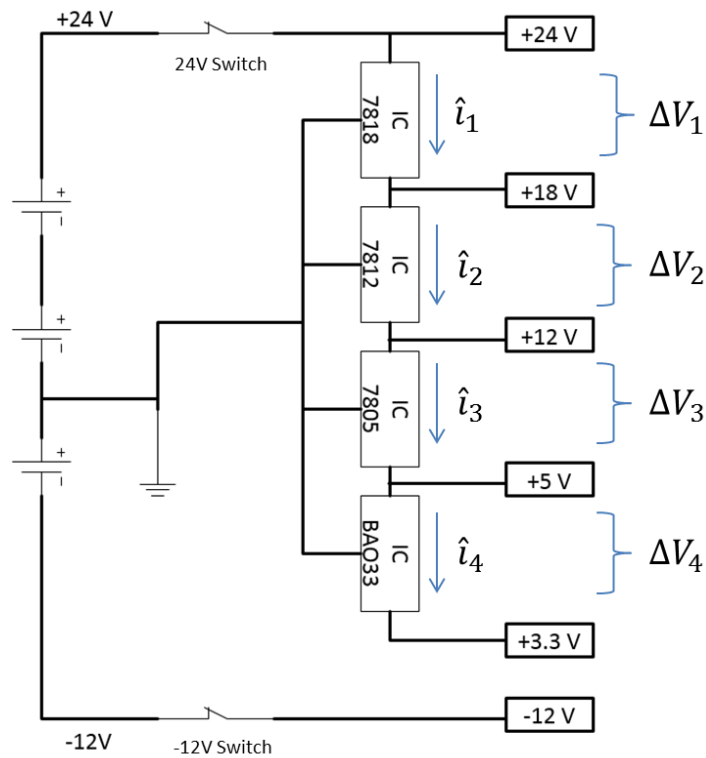 +24 V
24V Switch
+24 V
IC
7818
î1
ΔV1
+
-
+18 V
IC
7812
î2
ΔV2
+
-
+12 V
IC
7805
î3
ΔV3
+
-
+5 V
IC
BAO33
î4
ΔV4
+3.3 V
-12V
-12V Switch
-12 V